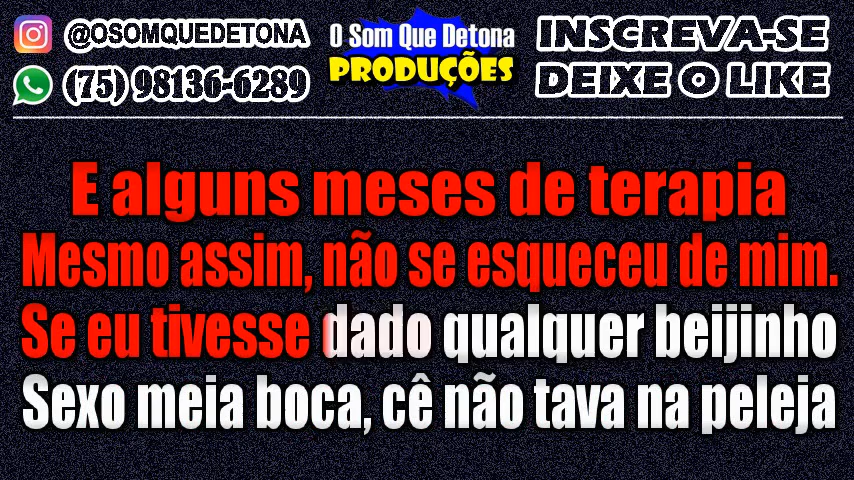 @OSOMQUEDETONA
(75) 98136-6289
O Som Que Detona
PRODUÇÕES
INSCREVA-SE
DEIXE O LIKE
E alguns meses de terapia
Mesmo assim, não se esqueceu de mim.
Se eu tivesse dado qualquer beijinho
Sexo meia boca, cê não tava na peleja